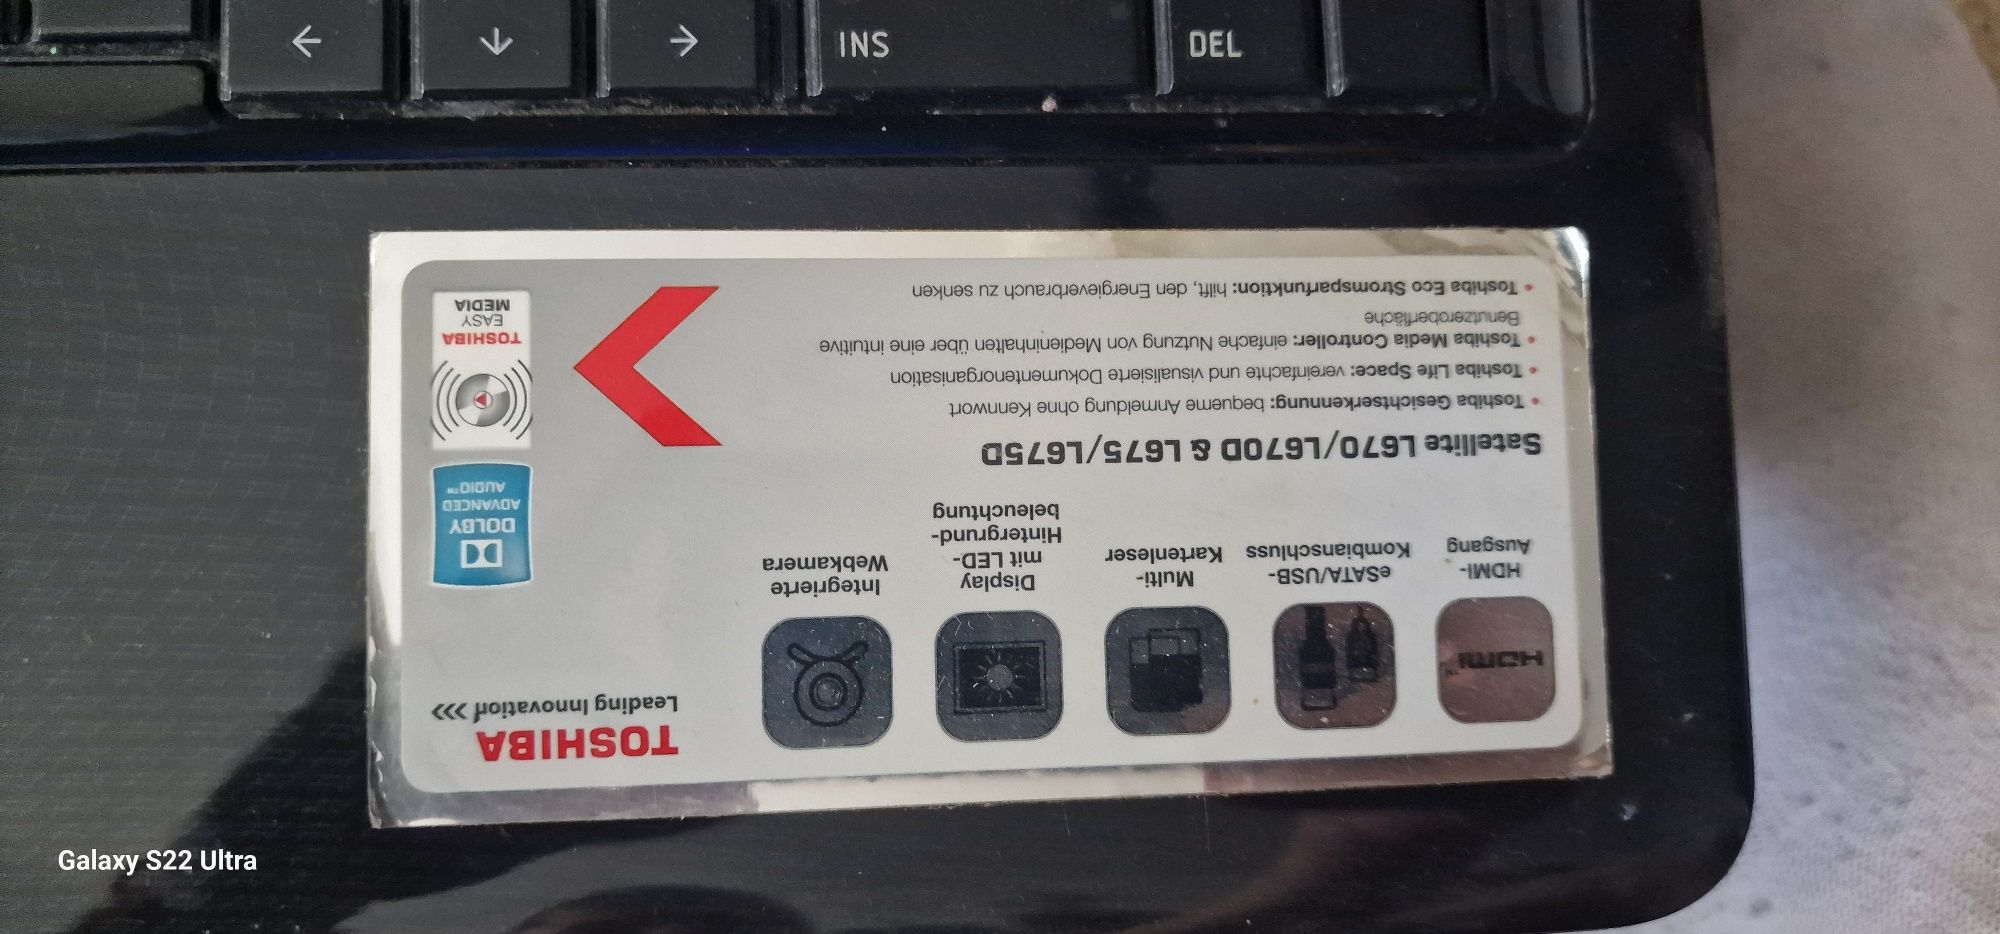 ←
↓
→
INS
DEL
TOSHIBA
Leading Innovation >>>
HDMI™
HDMI-
Ausgang
eSATA/USB-
Kombianschluss
Multi-
Kartenleser
Display
mit LED-
Hintergrund-
beleuchtung
Integrierte
Webkamera
Satellite L670/L670D & L675/L675D
• Toshiba Gesichtserkennung: bequeme Anmeldung ohne Kennwort
• Toshiba Life Space: vereinfachte und visualisierte Dokumentenorganisation
• Toshiba Media Controller: einfache Nutzung von Medieninhalten über eine intuitive
Benutzeroberfläche
• Toshiba Eco Stromsparfunktion: hilft, den Energieverbrauch zu senken
DOLBY
ADVANCED
AUDIO™
TOSHIBA
EASY
MEDIA
Galaxy S22 Ultra